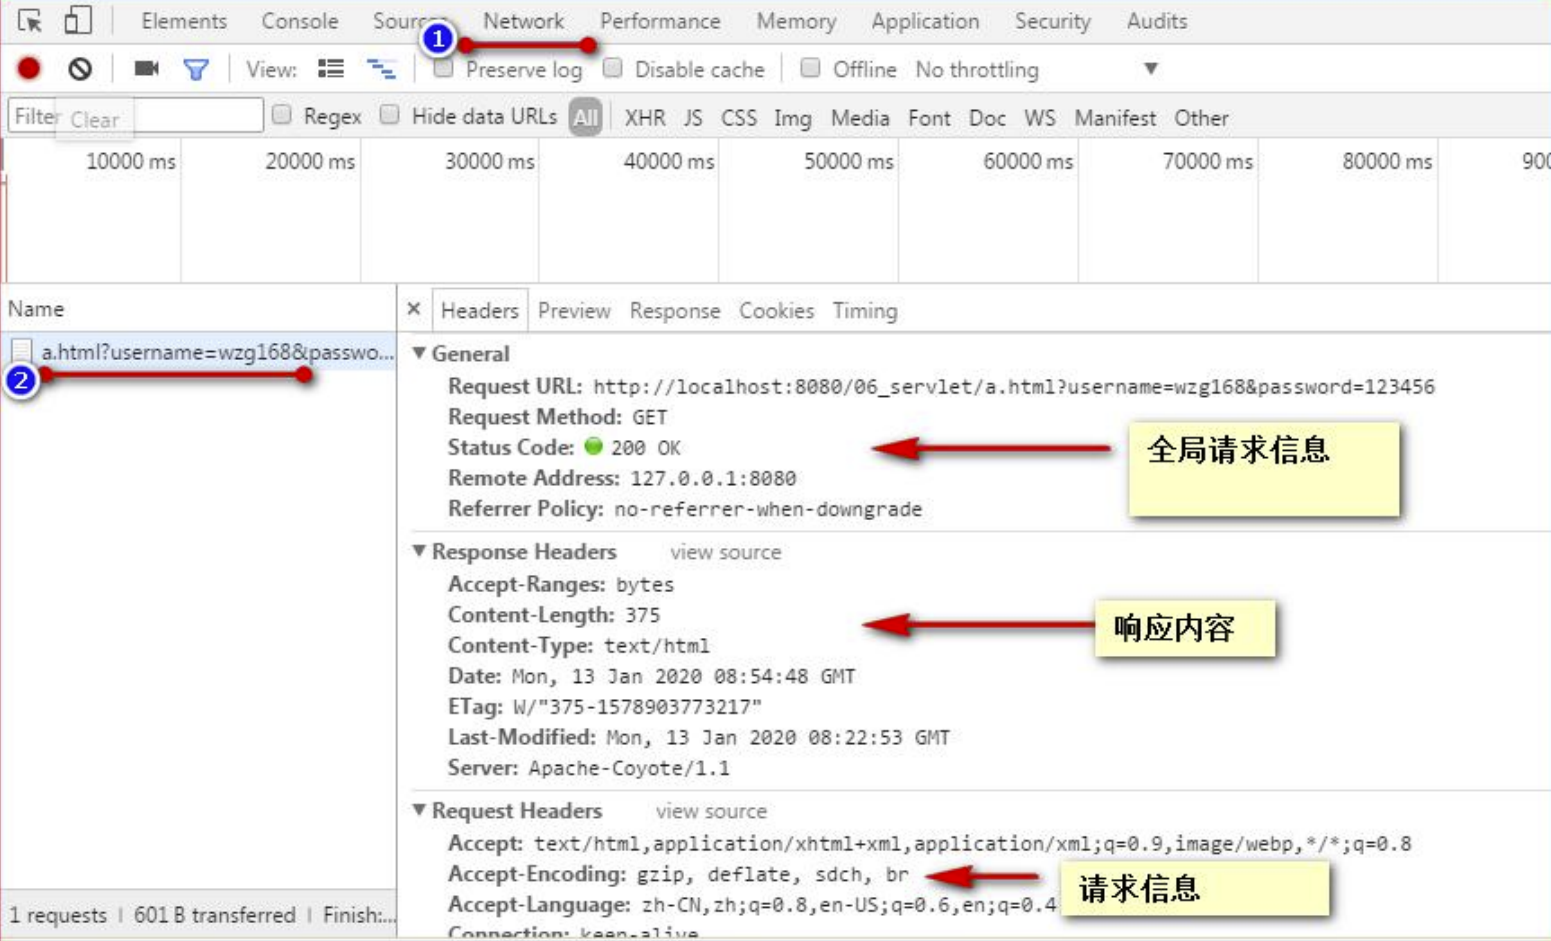 Elements Console Sources Network Performance Memory Application Security Audits
1
View: Preserve log Disable cache Offline No throttling
Filter Clear Regex Hide data URLs All XHR JS CSS Img Media Font Doc WS Manifest Other
10000 ms 20000 ms 30000 ms 40000 ms 50000 ms 60000 ms 70000 ms 80000 ms 900
Name
a.html?username=wzg168&passwo...
2
× Headers Preview Response Cookies Timing
General
Request URL: http://localhost:8080/06_servlet/a.html?username=wzg168&password=123456
Request Method: GET
Status Code: 200 OK
Remote Address: 127.0.0.1:8080
Referrer Policy: no-referrer-when-downgrade
全局请求信息
Response Headers view source
Accept-Ranges: bytes
Content-Length: 375
Content-Type: text/html
Date: Mon, 13 Jan 2020 08:54:48 GMT
ETag: W/"375-1578903773217"
Last-Modified: Mon, 13 Jan 2020 08:22:53 GMT
Server: Apache-Coyote/1.1
响应内容
Request Headers view source
Accept: text/html,application/xhtml+xml,application/xml;q=0.9,image/webp,*/*;q=0.8
Accept-Encoding: gzip, deflate, sdch, br
Accept-Language: zh-CN,zh;q=0.8,en-US;q=0.6,en;q=0.4
Connection: keep-alive
请求信息
1 requests | 601 B transferred | Finish:...